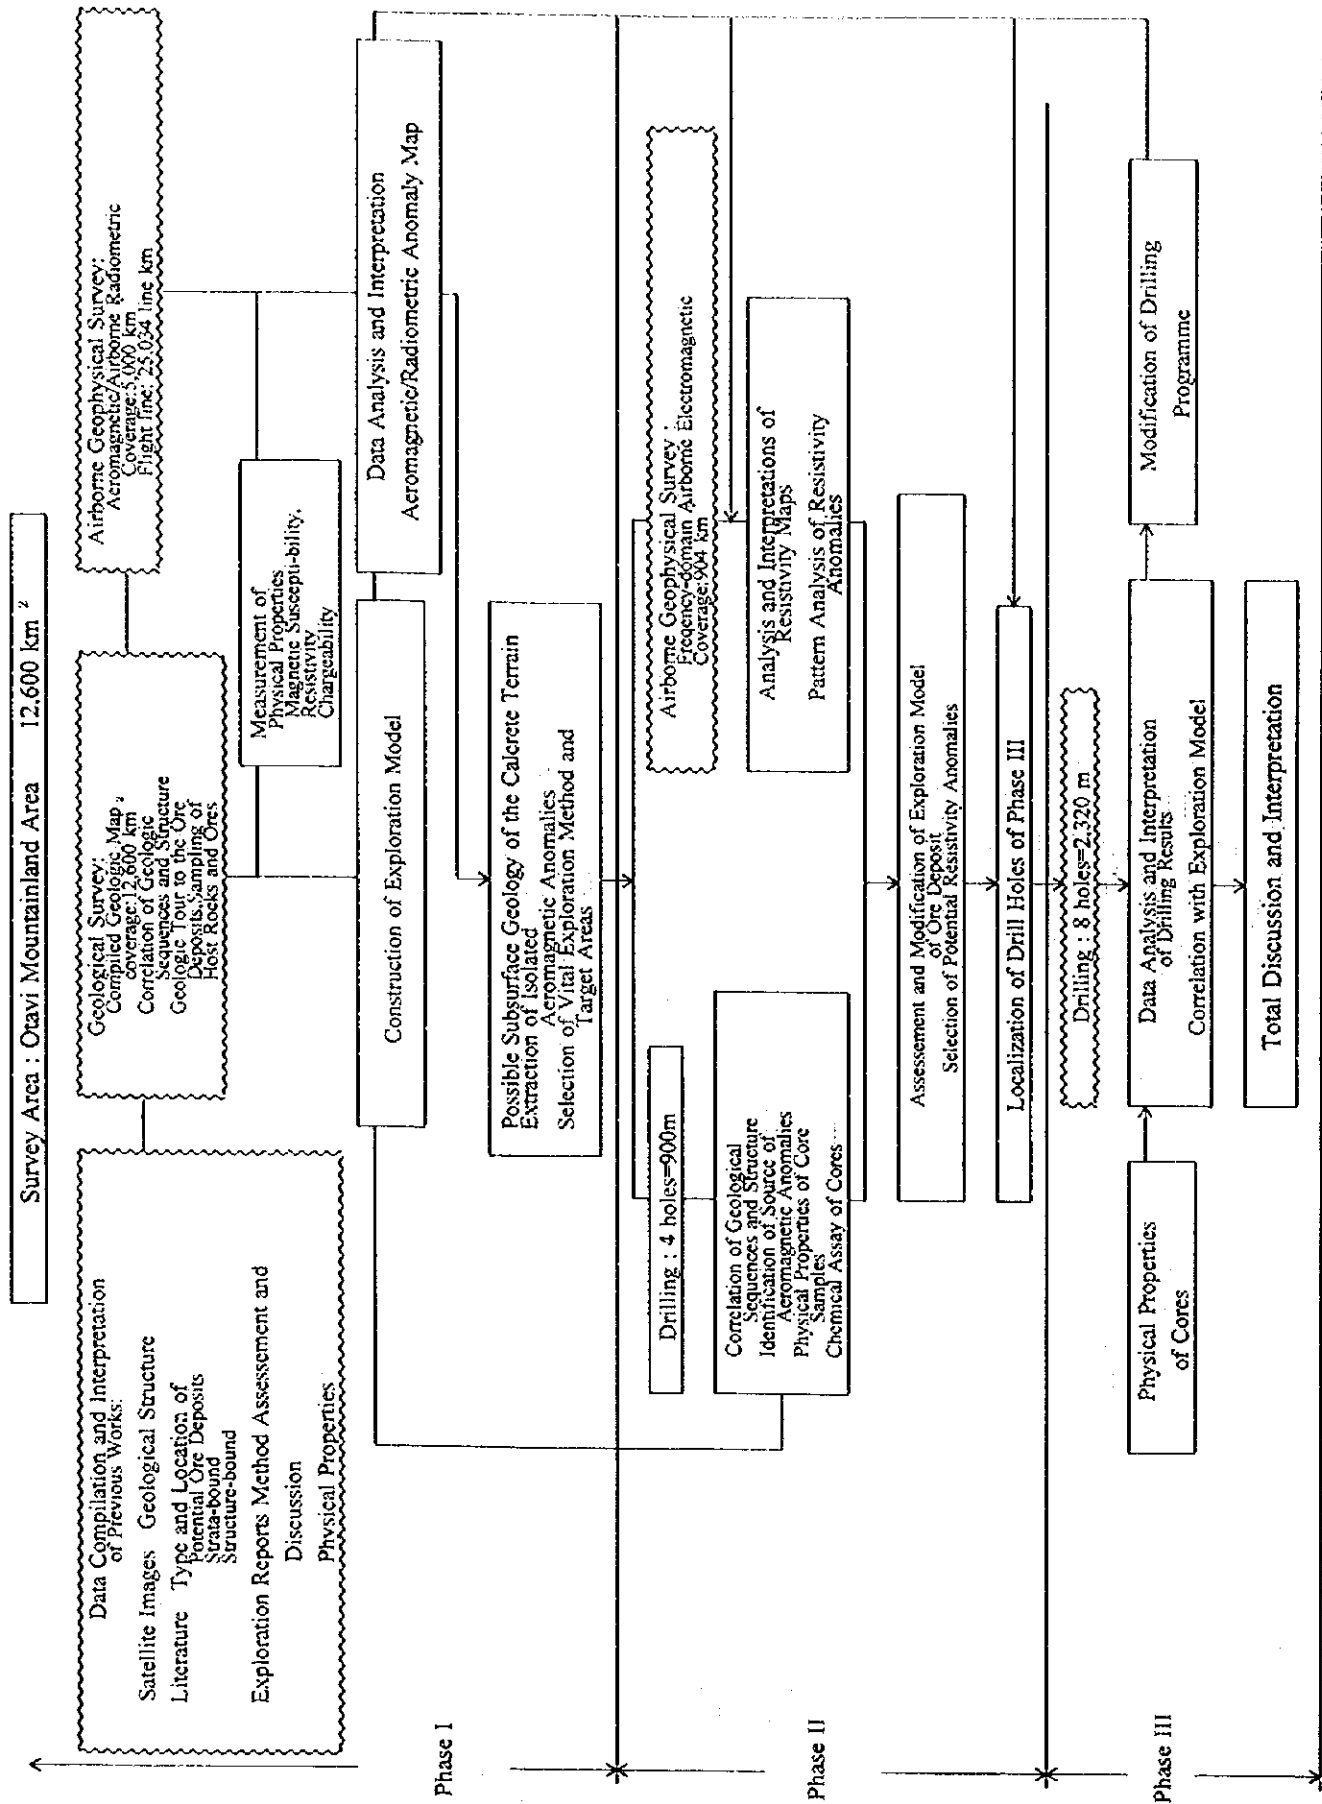 Survey Area : Otavi Mountainland Area 12,600 km 2
Data Compilation and Interpretation
of Previous Works:
Satellite Images Geological Structure
Literature Type and Location of
Potential Ore Deposits
Strata-bound
Structure-bound
Exploration Reports Method Assessment and
Discussion
Physical Properties
Geological Survey:
Compiled Geologic Map 2
coverage:12,600 km
Correlation of Geologic
Sequences and Structure
Geologic Tour to the Ore
Deposits:Sampling of
Host Rocks and Ores
Airborne Geophysical Survey:
Aeromagnetic/Airborne Radiometric
Coverage:5,000 km
Flight line: 25,034 line km
Measurement of
Physical Properties
Magnetic Suscepti-bility,
Resistivity
Chargeability
Construction of Exploration Model
Data Analysis and Interpretation
Aeromagnetic/Radiometric Anomaly Map
Phase I
Possible Subsurface Geology of the Calcrete Terrain
Extraction of Isolated
Aeromagnetic Anomalies
Selection of Vital Exploration Method and
Target Areas
Drilling : 4 holes=900m
Airborne Geophysical Survey :
Freqency-domain Airborne Electromagnetic
Coverage:904 km
Correlation of Geological
Sequences and Structure
Identification of Source of
Aeromagnetic Anomalies
Physical Properties of Core
Samples
Chemical Assay of Cores
Analysis and Interpretations of
Resistivity Maps
Pattern Analysis of Resistivity
Anomalies
Phase II
Assessment and Modification of Exploration Model
of Ore Deposit
Selection of Potential Resistivity Anomalies
Localization of Drill Holes of Phase III
Drilling : 8 holes=2,320 m
Physical Properties
of Cores
Data Analysis and Interpretation
of Drilling Results
Correlation with Exploration Model
Modification of Drilling
Programme
Phase III
Total Discussion and Interpretation